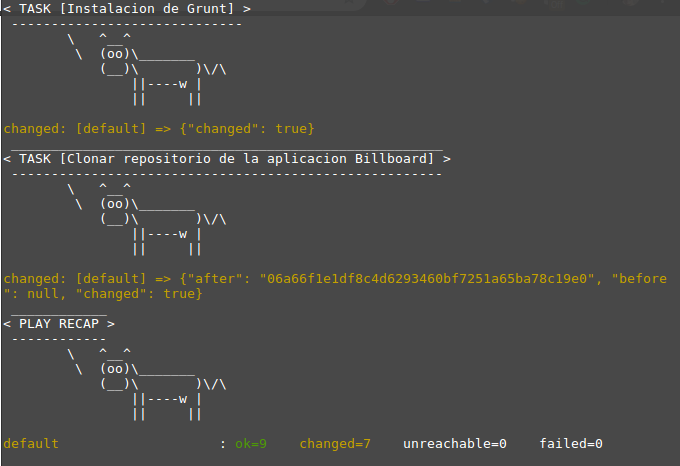 < TASK [Instalacion de Grunt] >
 -----------------------------
        \   ^__^
         \  (oo)\_______
            (__)\       )\/\
                ||----w |
                ||     ||
changed: [default] => {"changed": true}
 ______________________________________________________
< TASK [Clonar repositorio de la aplicacion Billboard] >
 ------------------------------------------------------
        \   ^__^
         \  (oo)\_______
            (__)\       )\/\
                ||----w |
                ||     ||
changed: [default] => {"after": "06a66f1e1df8c4d6293460bf7251a65ba78c19e0", "before
": null, "changed": true}
 ____________
< PLAY RECAP >
 ------------
        \   ^__^
         \  (oo)\_______
            (__)\       )\/\
                ||----w |
                ||     ||
default                    : ok=9    changed=7    unreachable=0    failed=0